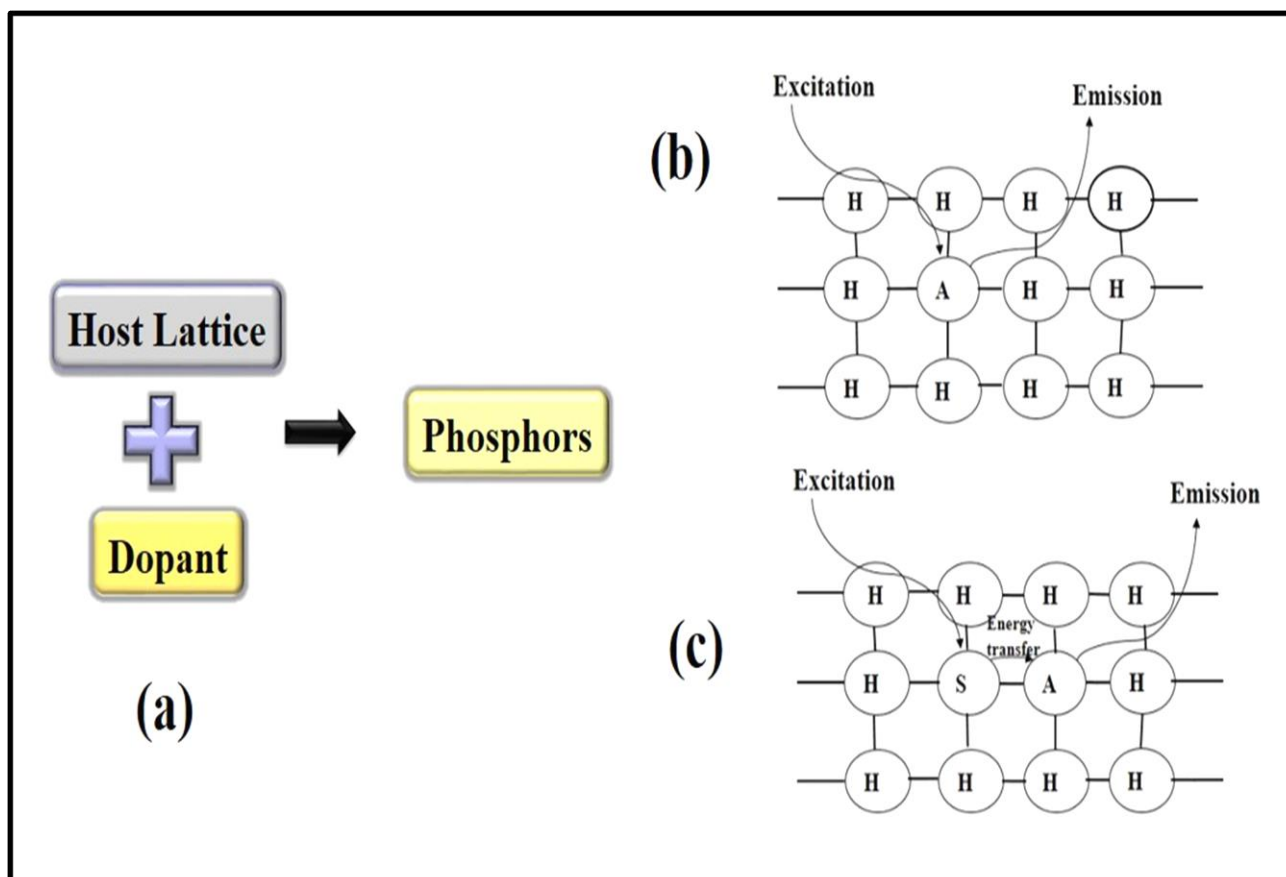 Host Lattice
Dopant
Phosphors
(a)
(b)
Excitation
Emission
H H H H
H A H H
H H H H
(c)
Excitation
Emission
H H H H
Energy
transfer
H S A H
H H H H